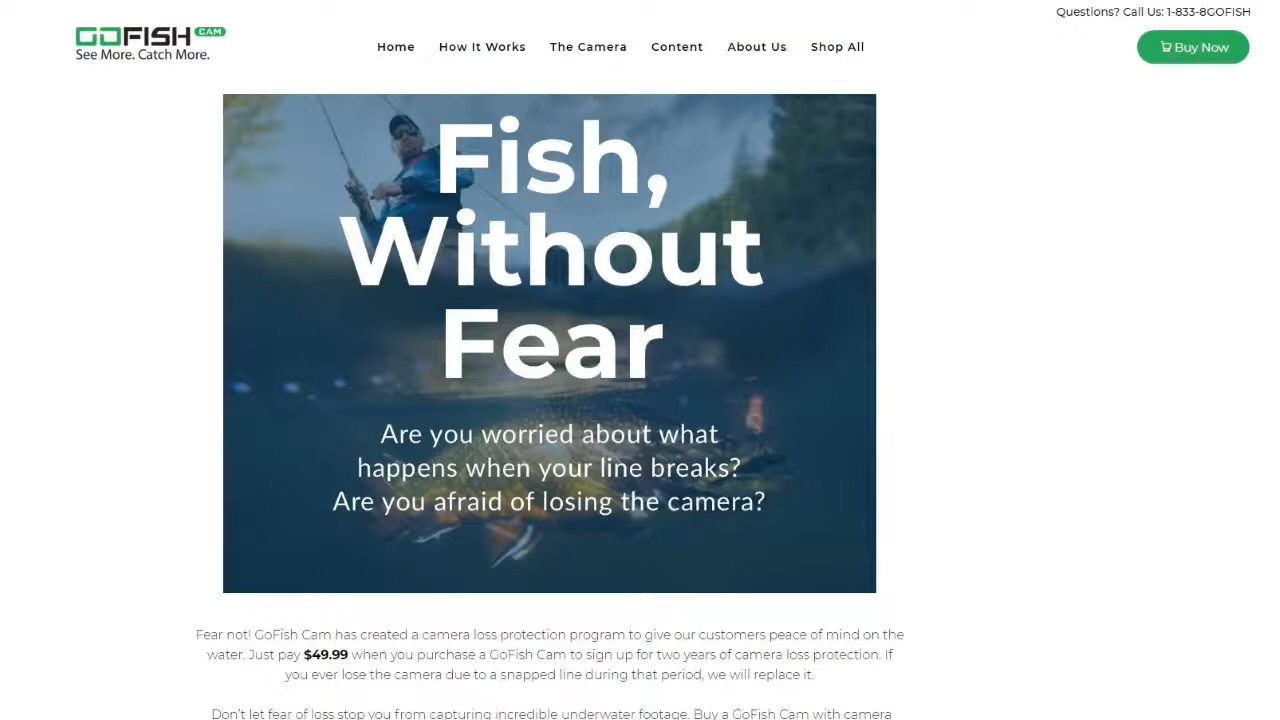 Questions? Call Us: 1-833-8GOFISH
GOFISH CAM
See More. Catch More.
Home How It Works The Camera Content About Us Shop All
Buy Now
Fish,
Without
Fear
Are you worried about what
happens when your line breaks?
Are you afraid of losing the camera?
Fear not! GoFish Cam has created a camera loss protection program to give our customers peace of mind on the
water. Just pay $49.99 when you purchase a GoFish Cam to sign up for two years of camera loss protection. If
you ever lose the camera due to a snapped line during that period, we will replace it.
Don't let fear of loss stop you from capturing incredible underwater footage. Buy a GoFish Cam with camera